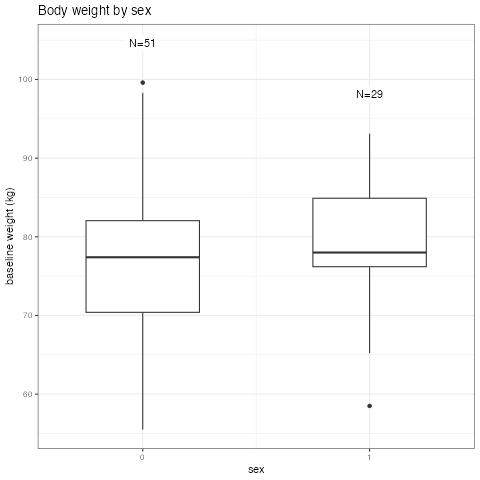 Body weight by sex
N=51
N=29
100
90
80
70
60
baseline weight (kg)
0
1
sex